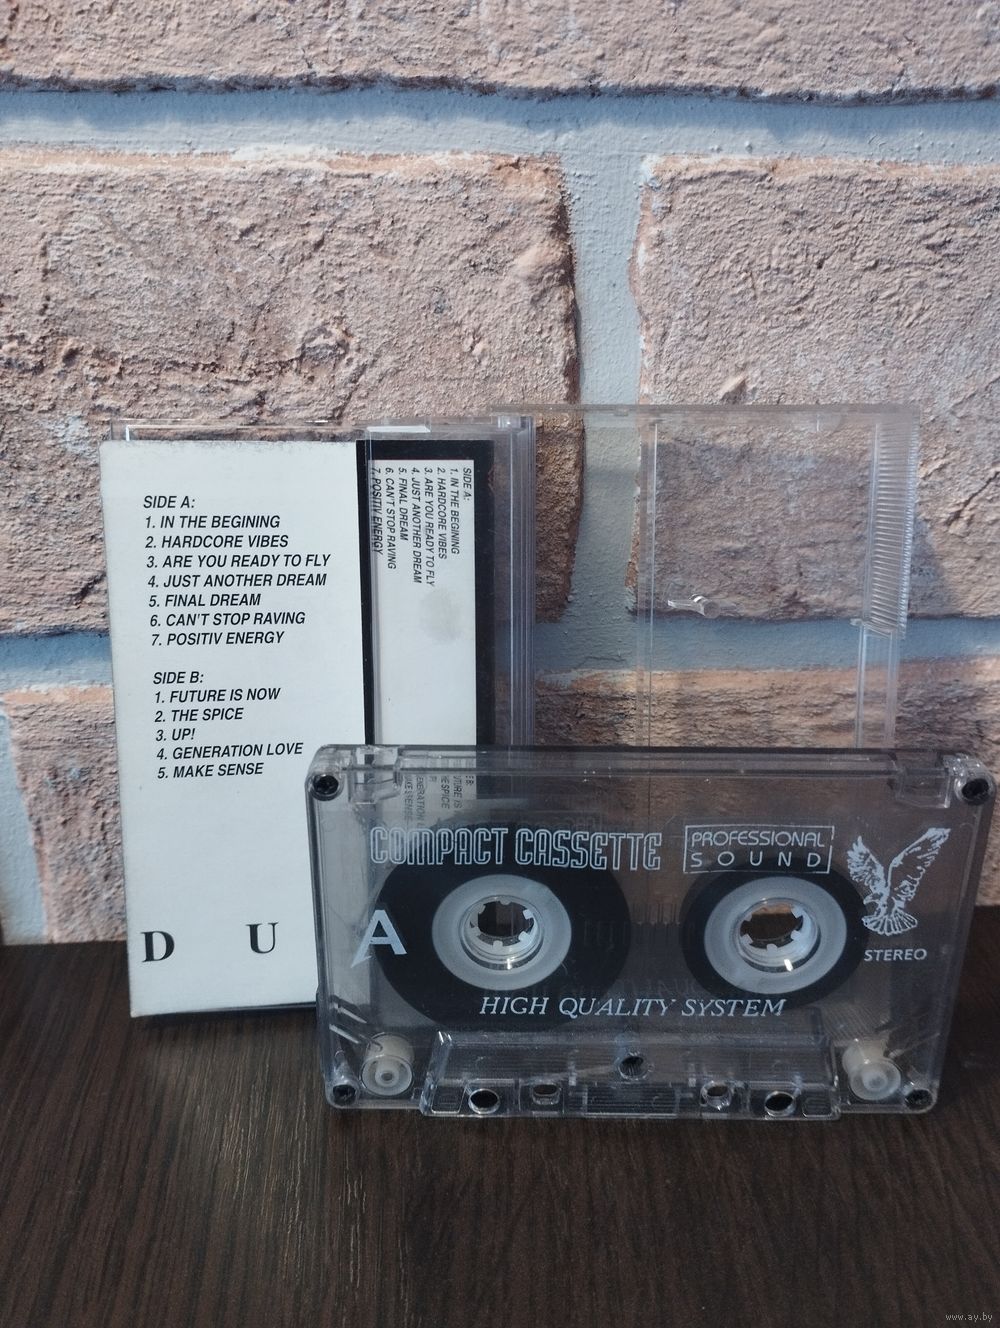 SIDE A:
1. IN THE BEGINING
2. HARDCORE VIBES
3. ARE YOU READY TO FLY
4. JUST ANOTHER DREAM
5. FINAL DREAM
6. CAN'T STOP RAVING
7. POSITIV ENERGY
SIDE B:
1. FUTURE IS NOW
2. THE SPICE
3. UP!
4. GENERATION LOVE
5. MAKE SENSE
D U
SIDE A:
1. IN THE BEGINING
2. HARDCORE VIBES
3. ARE YOU READY TO FLY
4. JUST ANOTHER DREAM
5. FINAL DREAM
6. CAN'T STOP RAVING
7. POSITIV ENERGY
COMPACT CASSETTE
PROFESSIONAL
SOUND
A
STEREO
HIGH QUALITY SYSTEM
www.ay.by